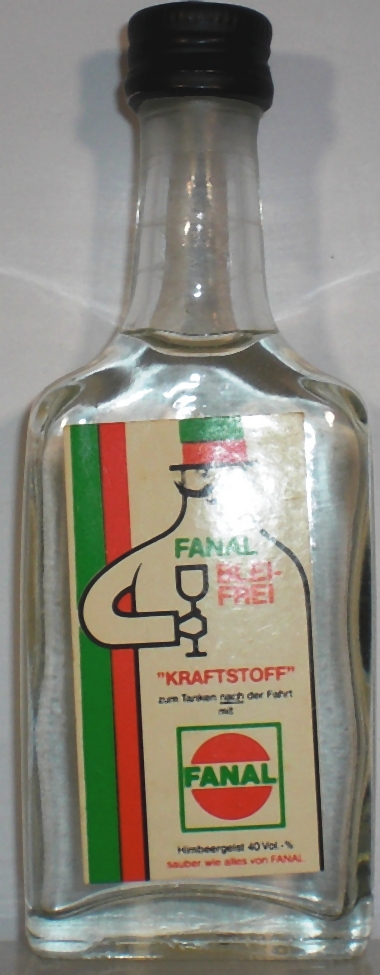 FANAL
BLEI-
FREI
"KRAFTSTOFF"
zum Tanken nach der Fahrt
mit
FANAL
Himbeergeist 40 Vol.-%
sauber wie alles von FANAL